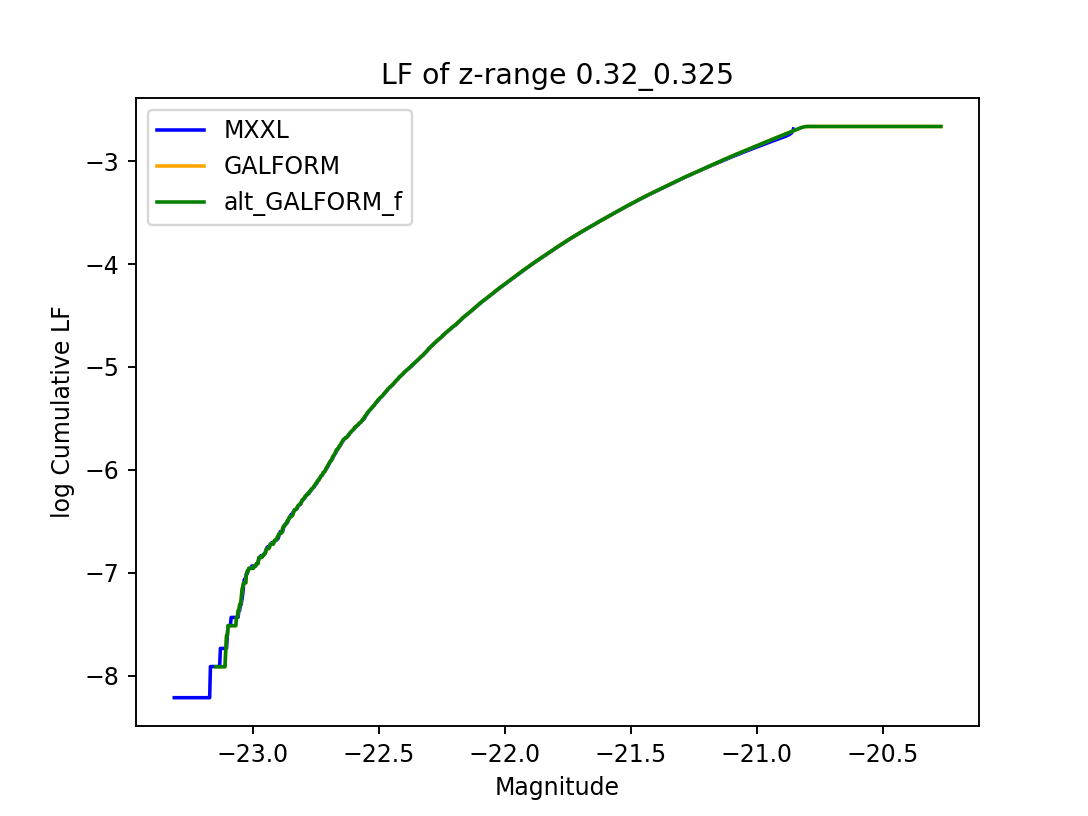 LF of z-range 0.32_0.325
MXXL
GALFORM
alt_GALFORM_f
−3
−4
−5
−6
−7
−8
log Cumulative LF
−23.0
−22.5
−22.0
−21.5
−21.0
−20.5
Magnitude